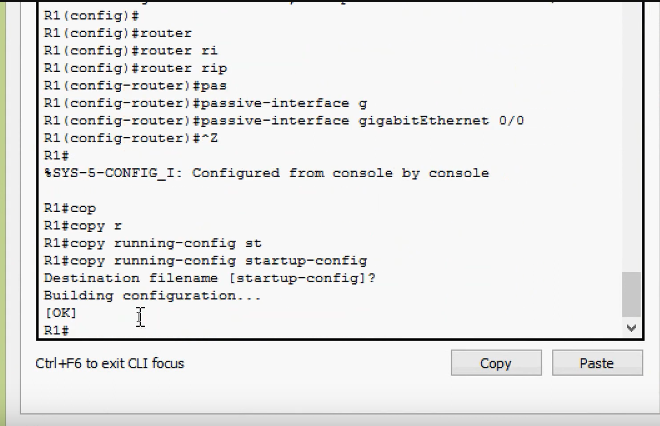 R1(config)#
R1(config)#router
R1(config)#router ri
R1(config)#router rip
R1(config-router)#pas
R1(config-router)#passive-interface g
R1(config-router)#passive-interface gigabitEthernet 0/0
R1(config-router)#^Z
R1#
%SYS-5-CONFIG_I: Configured from console by console
R1#cop
R1#copy r
R1#copy running-config st
R1#copy running-config startup-config
Destination filename [startup-config]?
Building configuration...
[OK]
R1#
Ctrl+F6 to exit CLI focus
Copy
Paste